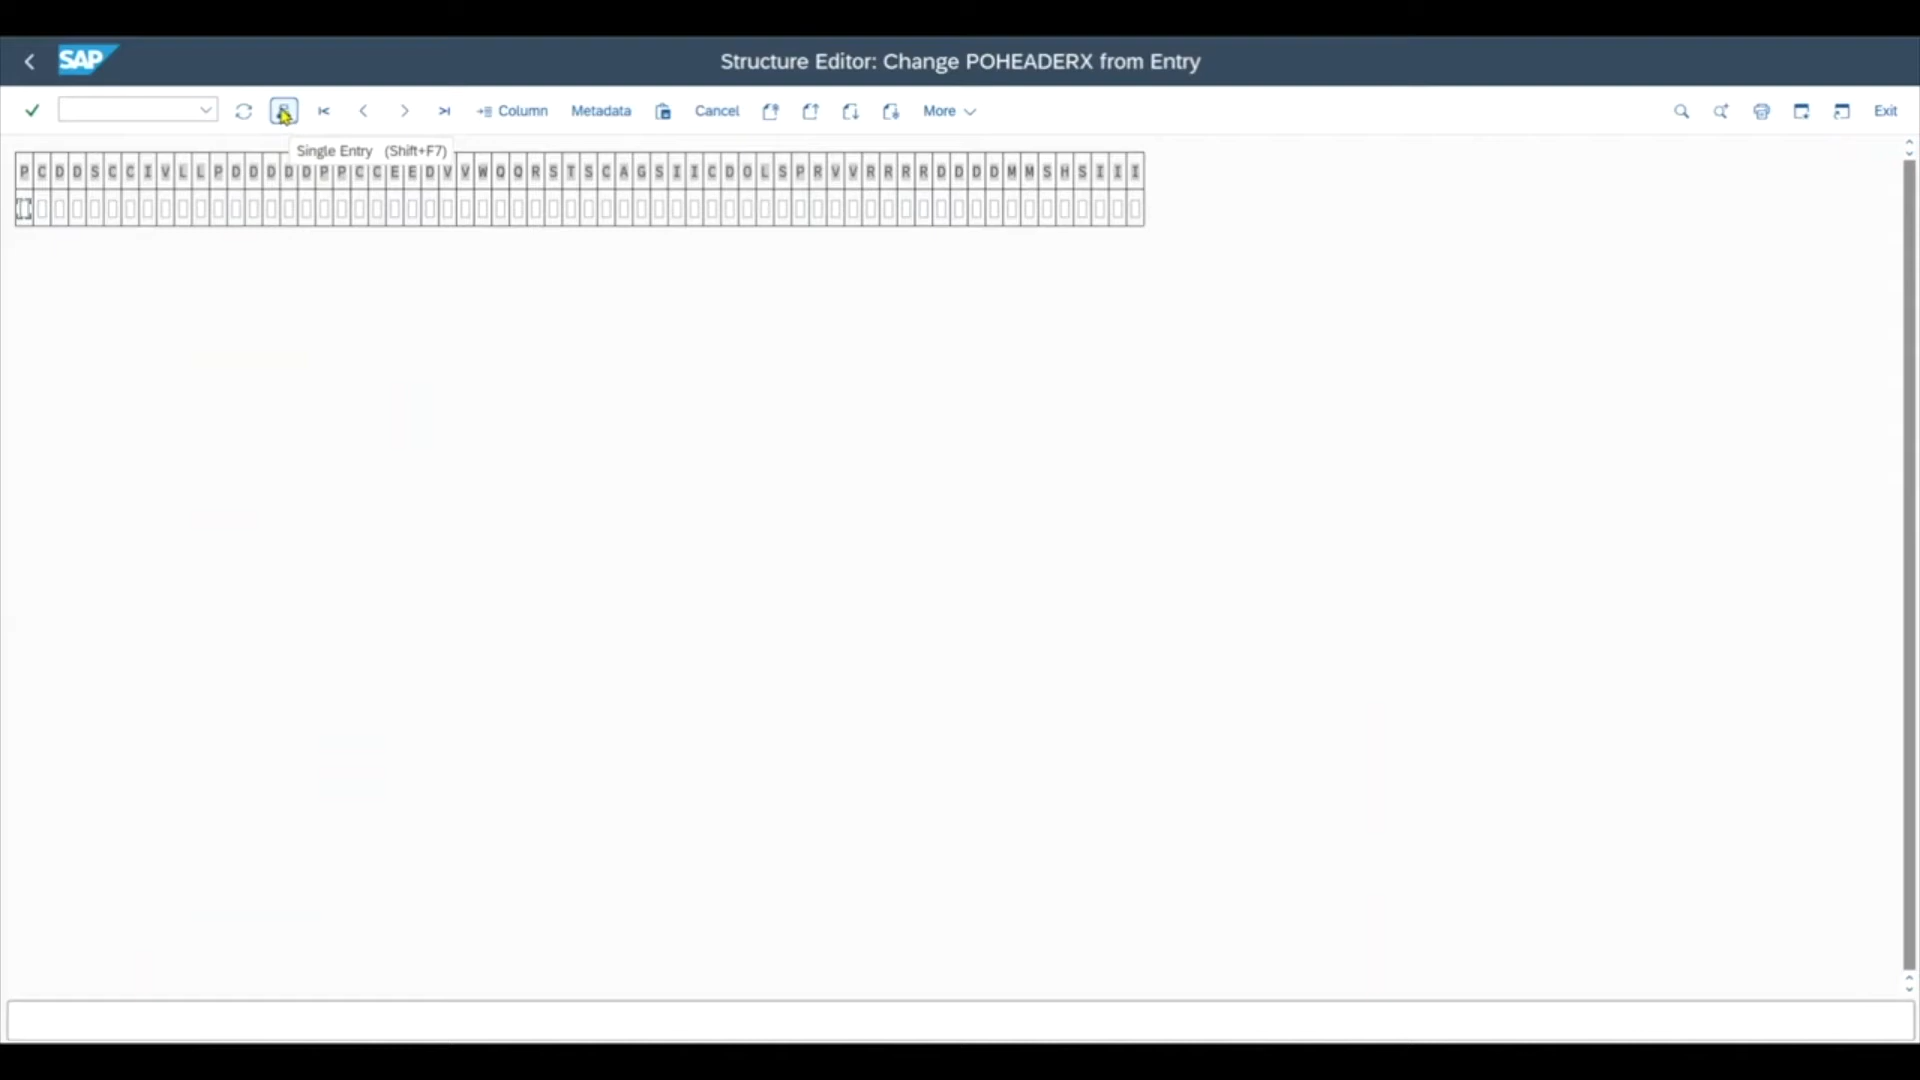 SAP
Structure Editor: Change POHEADERX from Entry
Column Metadata Cancel More Exit
Single Entry (Shift+F7)
P C D D S C C I V L L P D D D D D P P C C E E D V V W Q Q R S T S C A G S I I C D O L S P R V V R R R R D D D D M M S H S I I I